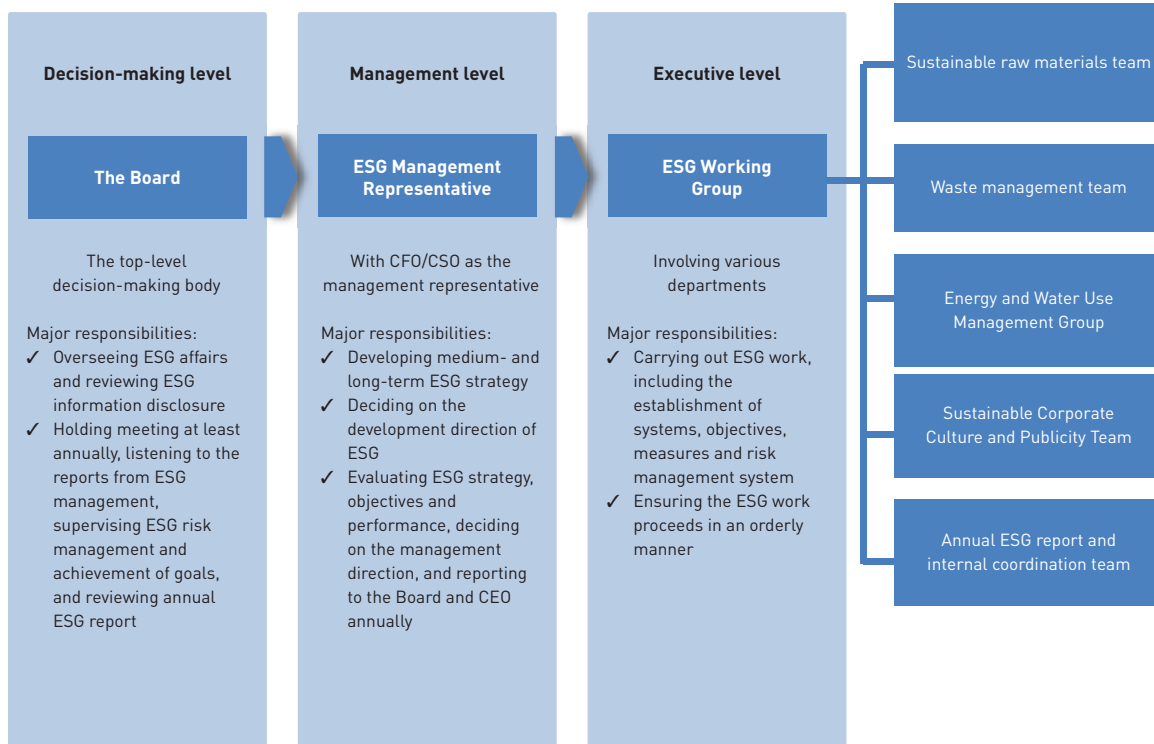 Decision-making level
The Board
The top-level
decision-making body
Major responsibilities:
✓ Overseeing ESG affairs
and reviewing ESG
information disclosure
✓ Holding meeting at least
annually, listening to the
reports from ESG
management,
supervising ESG risk
management and
achievement of goals,
and reviewing annual
ESG report
Management level
ESG Management
Representative
With CFO/CSO as the
management representative
Major responsibilities:
✓ Developing medium- and
long-term ESG strategy
✓ Deciding on the
development direction of
ESG
✓ Evaluating ESG strategy,
objectives and
performance, deciding
on the management
direction, and reporting
to the Board and CEO
annually
Executive level
ESG Working
Group
Involving various
departments
Major responsibilities:
✓ Carrying out ESG work,
including the
establishment of
systems, objectives,
measures and risk
management system
✓ Ensuring the ESG work
proceeds in an orderly
manner
Sustainable raw materials team
Waste management team
Energy and Water Use
Management Group
Sustainable Corporate
Culture and Publicity Team
Annual ESG report and
internal coordination team